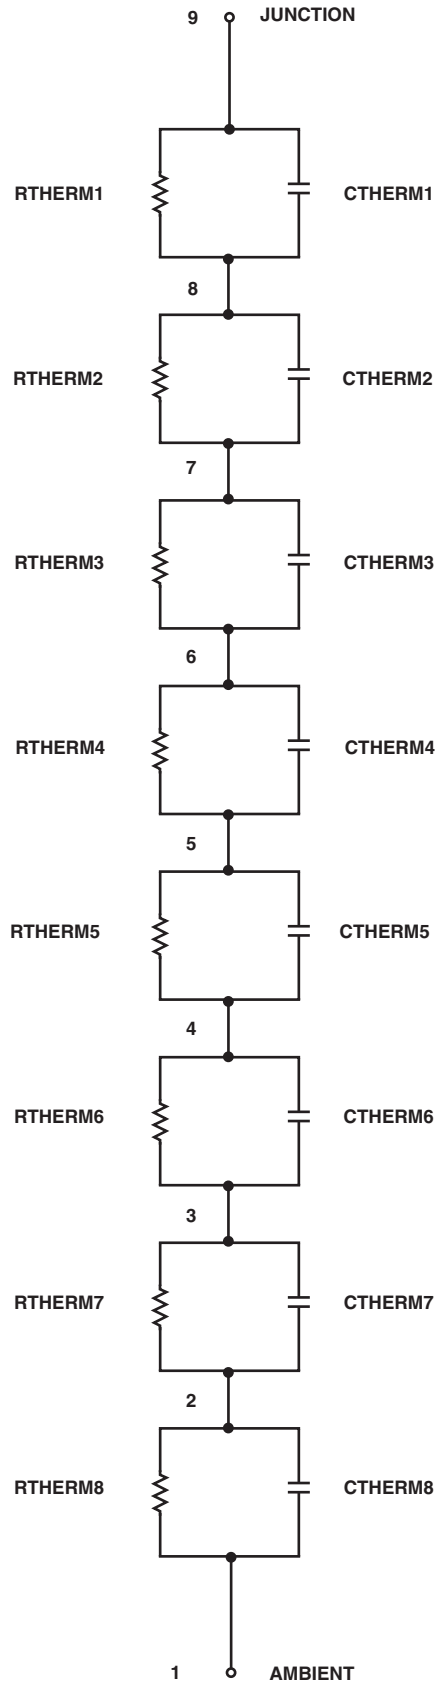 9 JUNCTION
RTHERM1 CTHERM1
8
RTHERM2 CTHERM2
7
RTHERM3 CTHERM3
6
RTHERM4 CTHERM4
5
RTHERM5 CTHERM5
4
RTHERM6 CTHERM6
3
RTHERM7 CTHERM7
2
RTHERM8 CTHERM8
1 AMBIENT